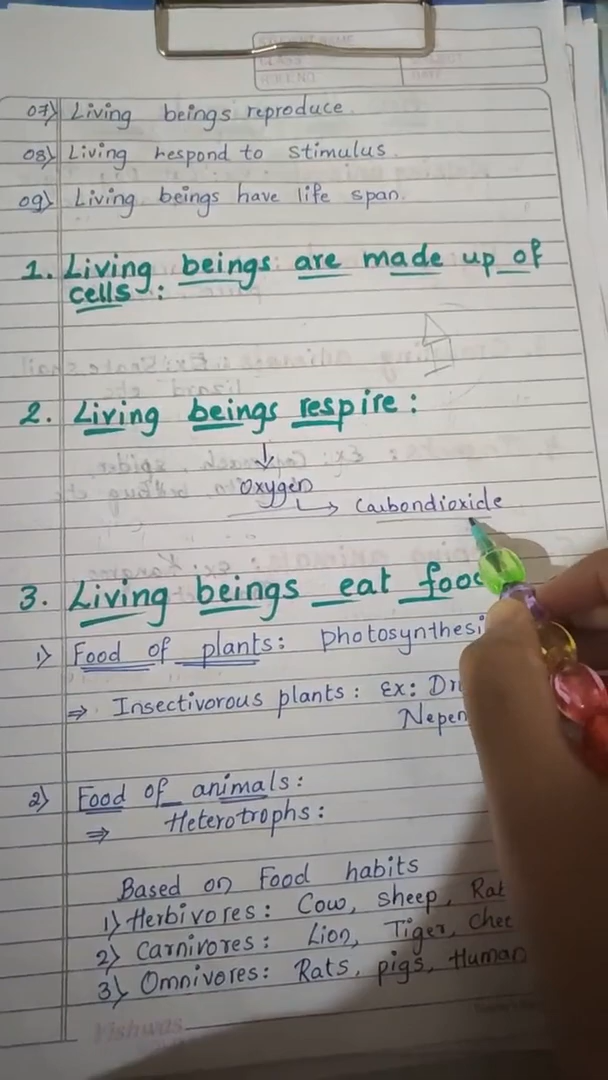 07) Living beings reproduce.
08) Living respond to stimulus.
09) Living beings have life span.
1. Living beings are made up of
cells :
2. Living beings respire :
↓
Oxygen
↳ Carbondioxide
3. Living beings eat
1) Food of plants: photosynthesi
⇒ Insectivorous plants : Ex:
2) Food of animals:
⇒ Heterotrophs :
Based on Food habits
1) Herbivores : Cow, sheep,
2) Carnivores : Lion, Tiger,
3) Omnivores : Rats, pigs, Human
Vishwas